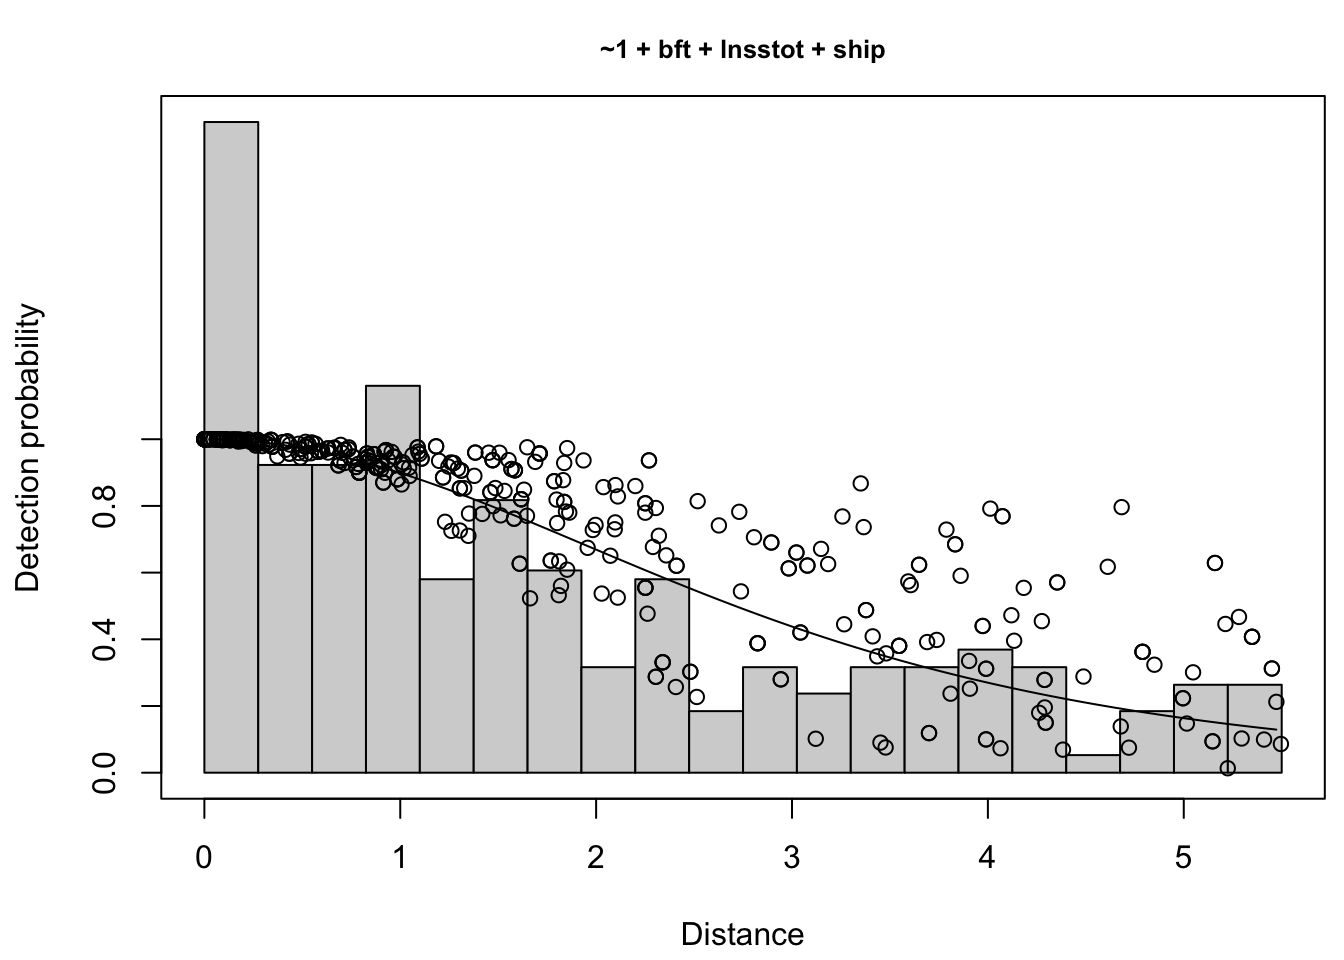 ~1 + bft + lnsstot + ship
Detection probability
0.8
0.4
0.0
0 1 2 3 4 5
Distance